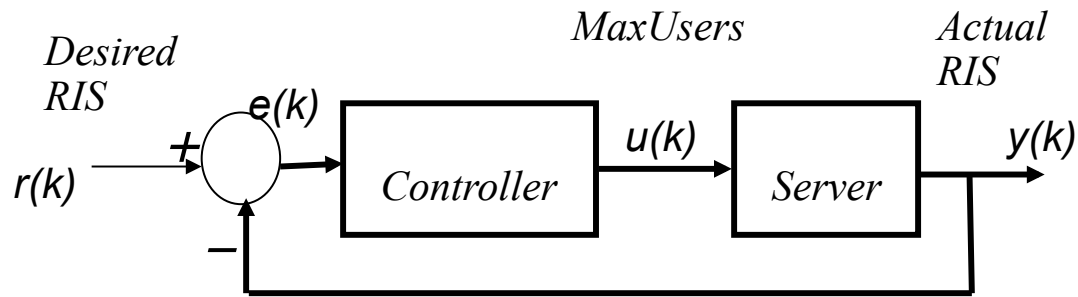 Desired
RIS
MaxUsers
Actual
RIS
e(k)
+
r(k)
Controller
u(k)
Server
y(k)
−